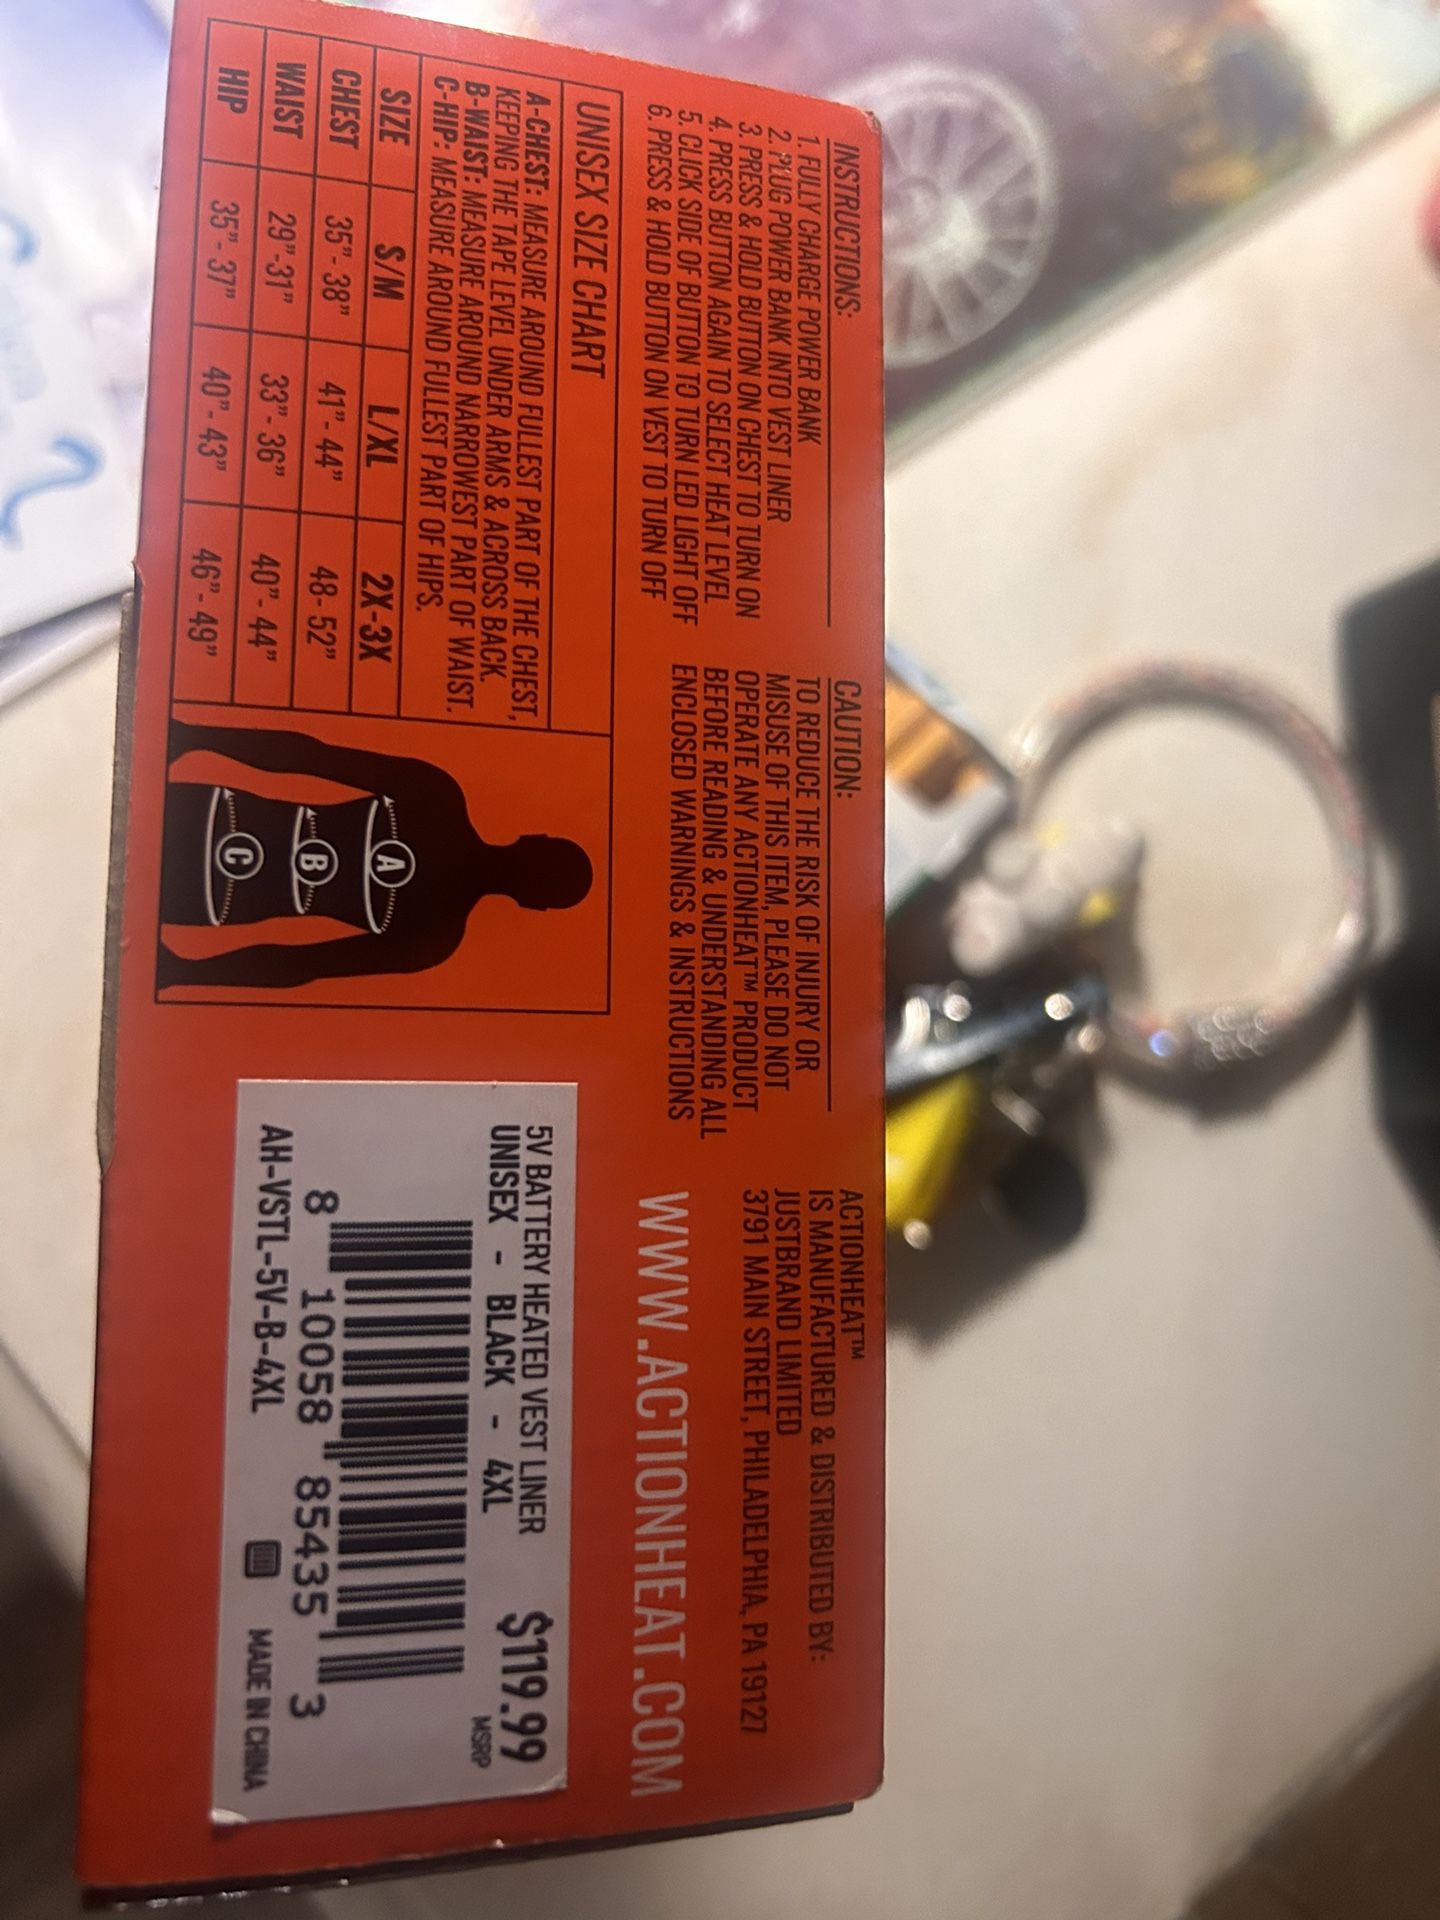 INSTRUCTIONS:
1. FULLY CHARGE POWER BANK
2. PLUG POWER BANK INTO VEST LINER
3. PRESS & HOLD BUTTON ON CHEST TO TURN ON
4. PRESS BUTTON AGAIN TO SELECT HEAT LEVEL
5. CLICK SIDE OF BUTTON TO TURN LED LIGHT OFF
6. PRESS & HOLD BUTTON ON VEST TO TURN OFF
CAUTION:
TO REDUCE THE RISK OF INJURY OR
MISUSE OF THIS ITEM, PLEASE DO NOT
OPERATE ANY ACTIONHEAT™ PRODUCT
BEFORE READING & UNDERSTANDING ALL
ENCLOSED WARNINGS & INSTRUCTIONS
ACTIONHEAT™
IS MANUFACTURED & DISTRIBUTED BY:
JUSTBRAND LIMITED
3791 MAIN STREET, PHILADELPHIA, PA 19127
WWW.ACTIONHEAT.COM
UNISEX SIZE CHART
A-CHEST: MEASURE AROUND FULLEST PART OF THE CHEST,
KEEPING THE TAPE LEVEL UNDER ARMS & ACROSS BACK.
B-WAIST: MEASURE AROUND NARROWEST PART OF WAIST.
C-HIP: MEASURE AROUND FULLEST PART OF HIPS.
SIZE S/M L/XL 2X-3X
CHEST 35"- 38" 41"- 44" 48- 52"
WAIST 29"-31" 33"- 36" 40"- 44"
HIP 35"- 37" 40"- 43" 46"- 49"
A
B
C
5V BATTERY HEATED VEST LINER $119.99
UNISEX - BLACK - 4XL MSRP
8 10058 85435 3
AH-VSTL-5V-B-4XL MADE IN CHINA